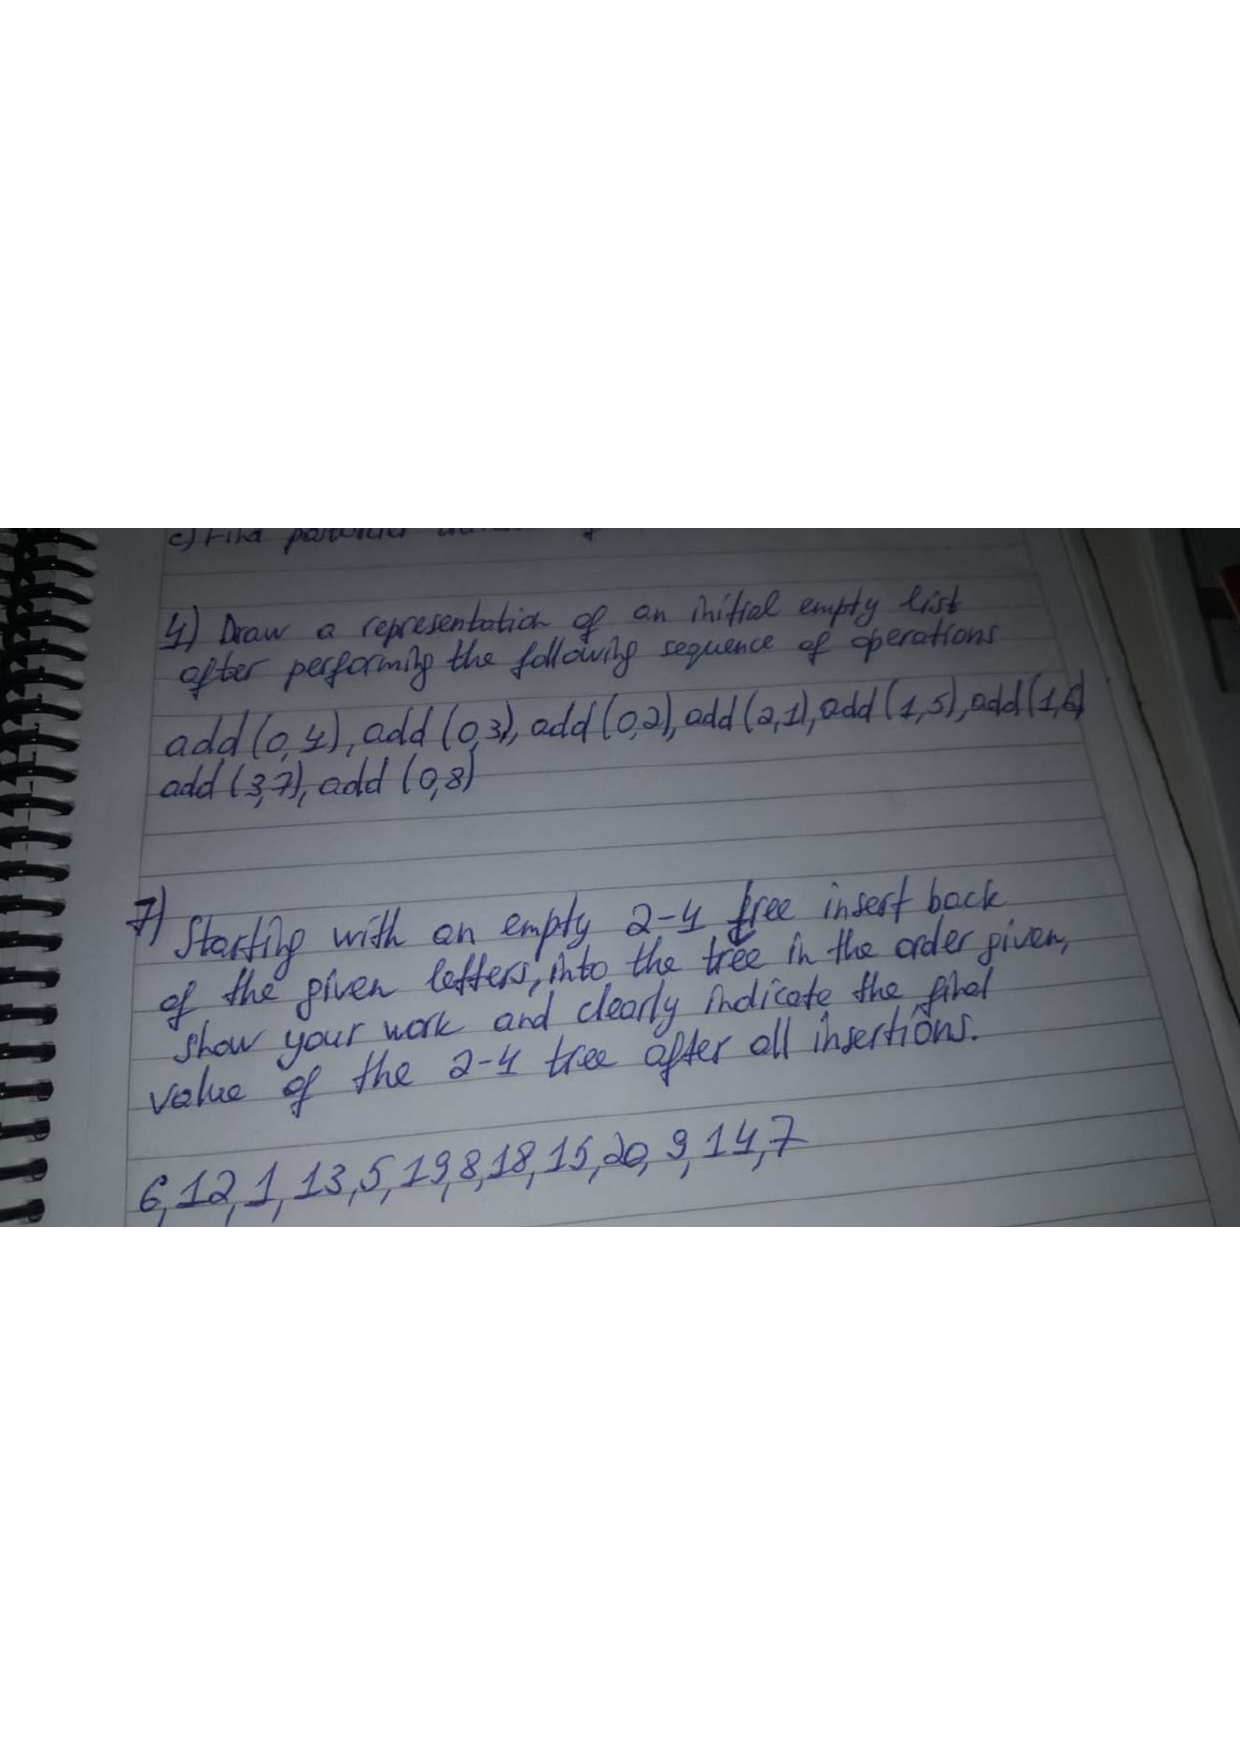 c) Find
4) Draw a representation of an initial empty list
after performing the following sequence of operations
add (0,4), add (0,3), add (0,2), add (2,1), add (1,5), add (1,6)
add (3,7), add (0,8)
7) Starting with an empty 2-4 tree insert back
of the given letters, into the tree in the order given,
show your work and clearly indicate the final
value of the 2-4 tree after all insertions.
6, 12, 1, 13, 5, 19, 8, 18, 15, 20, 9, 14, 7